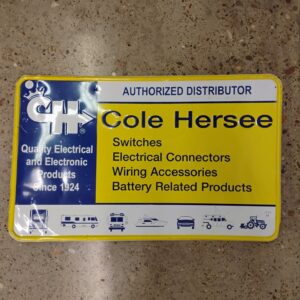 AUTHORIZED DISTRIBUTOR
CH®
Cole Hersee
Quality Electrical
and Electronic
Products
Since 1924
Switches
Electrical Connectors
Wiring Accessories
Battery Related Products